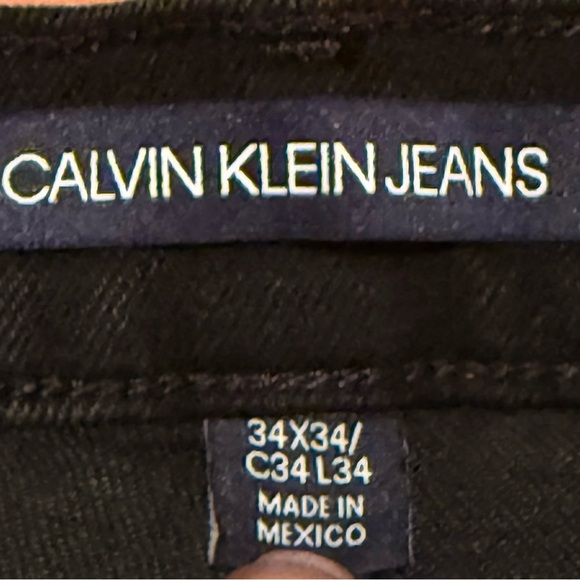 CALVIN KLEIN JEANS
34X34/
C34 L34
MADE IN
MEXICO